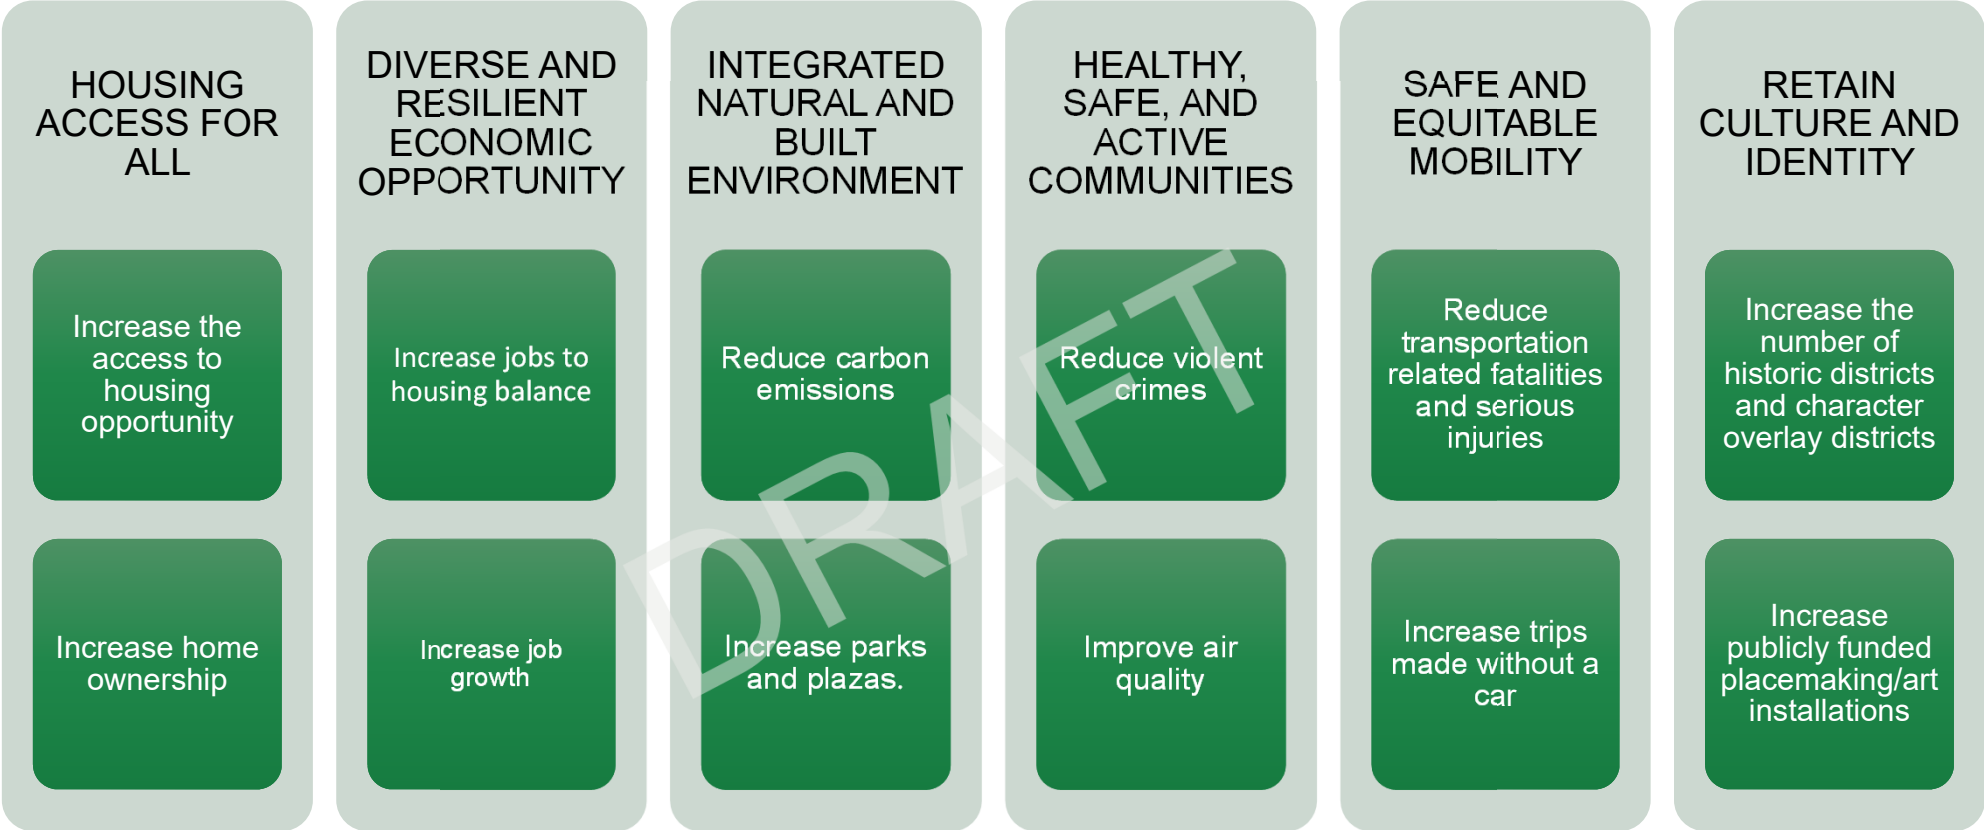 HOUSING
ACCESS FOR
ALL
Increase the
access to
housing
opportunity
Increase home
ownership
DIVERSE AND
RESILIENT
ECONOMIC
OPPORTUNITY
Increase jobs to
housing balance
Increase job
growth
INTEGRATED
NATURAL AND
BUILT
ENVIRONMENT
Reduce carbon
emissions
Increase parks
and plazas.
HEALTHY,
SAFE, AND
ACTIVE
COMMUNITIES
Reduce violent
crimes
Improve air
quality
SAFE AND
EQUITABLE
MOBILITY
Reduce
transportation
related fatalities
and serious
injuries
Increase trips
made without a
car
RETAIN
CULTURE AND
IDENTITY
Increase the
number of
historic districts
and character
overlay districts
Increase
publicly funded
placemaking/art
installations
DRAFT